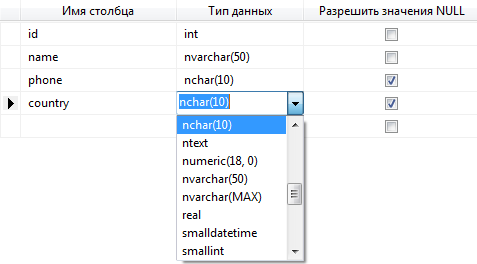 Имя столбца Тип данных Разрешить значения NULL
id int
name nvarchar(50)
phone nchar(10)
country nchar(10)
nchar(10)
ntext
numeric(18, 0)
nvarchar(50)
nvarchar(MAX)
real
smalldatetime
smallint